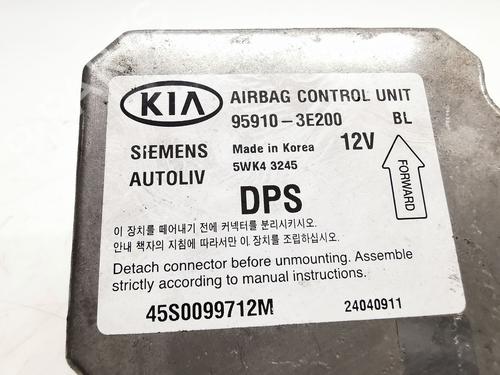 KIA AIRBAG CONTROL UNIT
95910-3E200 BL
SIEMENS Made in Korea 12V
AUTOLIV 5WK4 3245
FORWARD
DPS
이 장치를 떼어내기 전에 커넥터를 분리시키시오.
안내 책자의 지침에 따라서만 이 장치를 조립하십시오.
Detach connector before unmounting. Assemble
strictly according to manual instructions.
45S0099712M 24040911